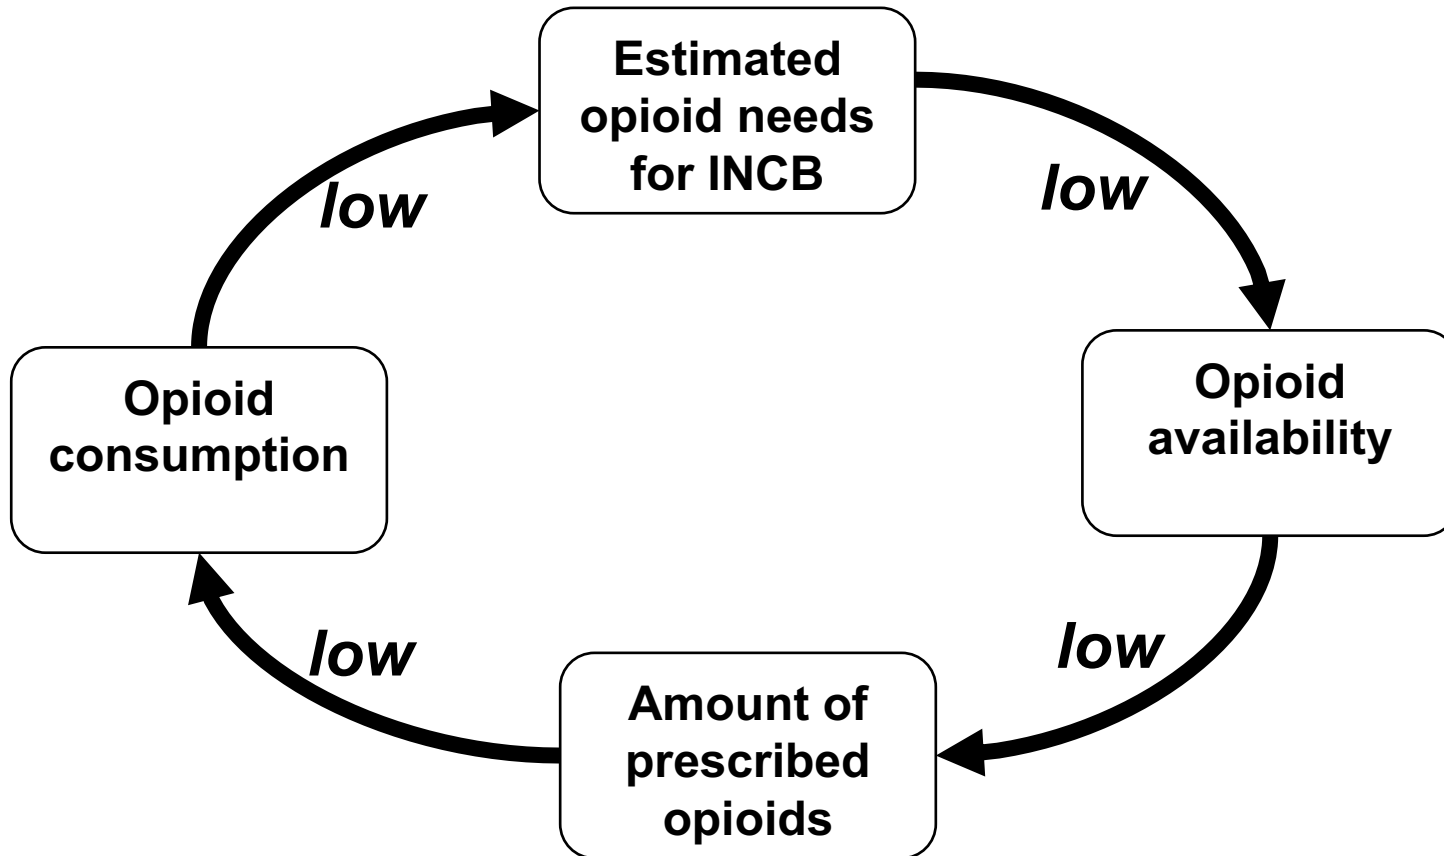 Estimated
opioid needs
for INCB
low
low
Opioid
consumption
Opioid
availability
low
low
Amount of
prescribed
opioids